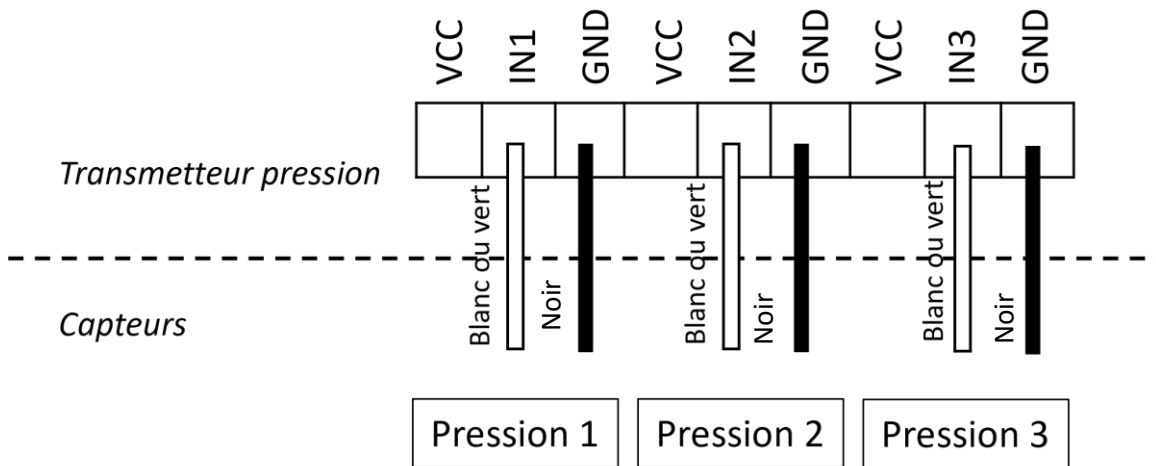 VCC IN1 GND VCC IN2 GND VCC IN3 GND
Transmetteur pression
Blanc ou vert Noir Blanc ou vert Noir Blanc ou vert Noir
Capteurs
Pression 1 Pression 2 Pression 3